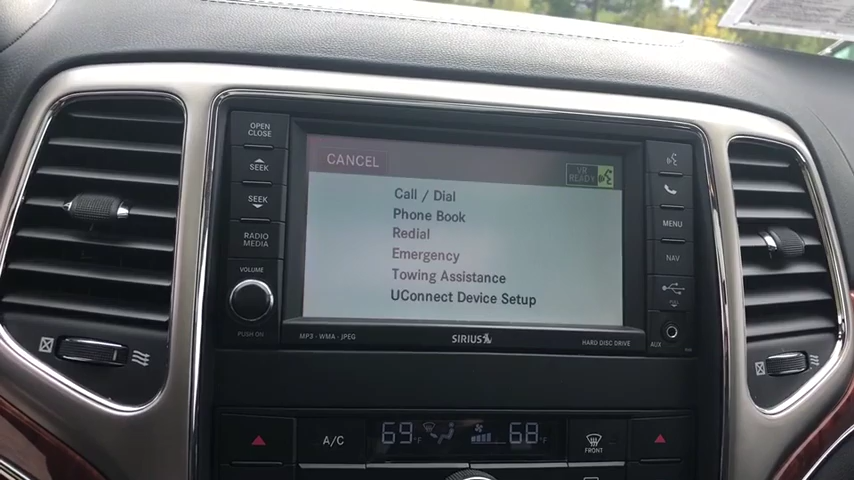 OPEN
CLOSE
SEEK
SEEK
RADIO
MEDIA
VOLUME
PUSH ON
CANCEL
VR
READY
Call / Dial
Phone Book
Redial
Emergency
Towing Assistance
UConnect Device Setup
MP3 · WMA · JPEG
SIRIUS
HARD DISC DRIVE
MENU
NAV
PULL
AUX
A/C
69°F
68°F
FRONT